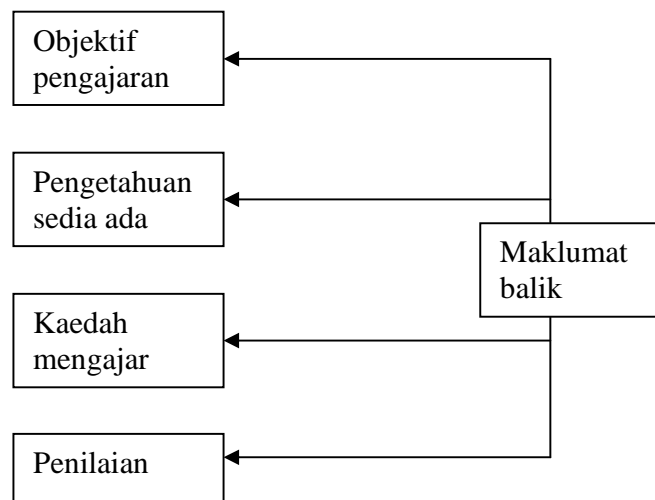 Objektif
pengajaran
Pengetahuan
sedia ada
Maklumat
balik
Kaedah
mengajar
Penilaian